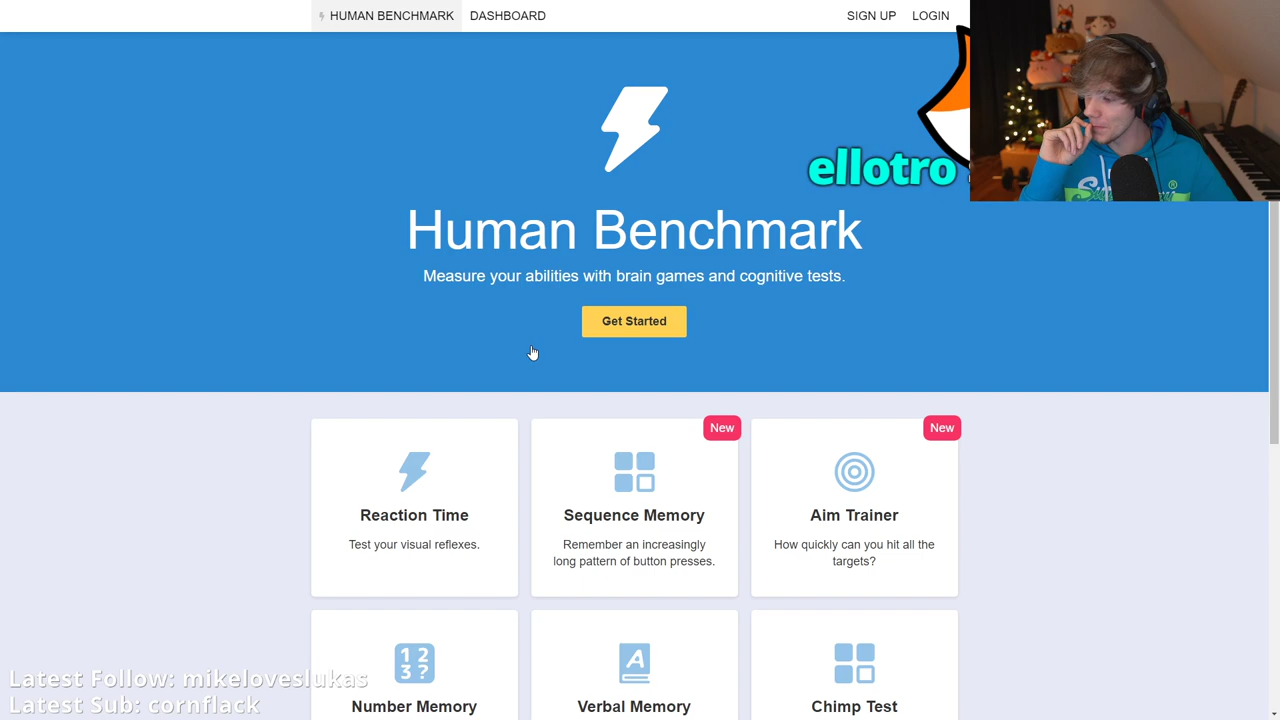 HUMAN BENCHMARK
DASHBOARD
SIGN UP
LOGIN
ellotro
Human Benchmark
Measure your abilities with brain games and cognitive tests.
Get Started
Reaction Time
Test your visual reflexes.
New
Sequence Memory
Remember an increasingly
long pattern of button presses.
New
Aim Trainer
How quickly can you hit all the
targets?
1 2
3 ?
Number Memory
A
Verbal Memory
Chimp Test
Latest Follow: mikeloveslukas
Latest Sub: cornflack